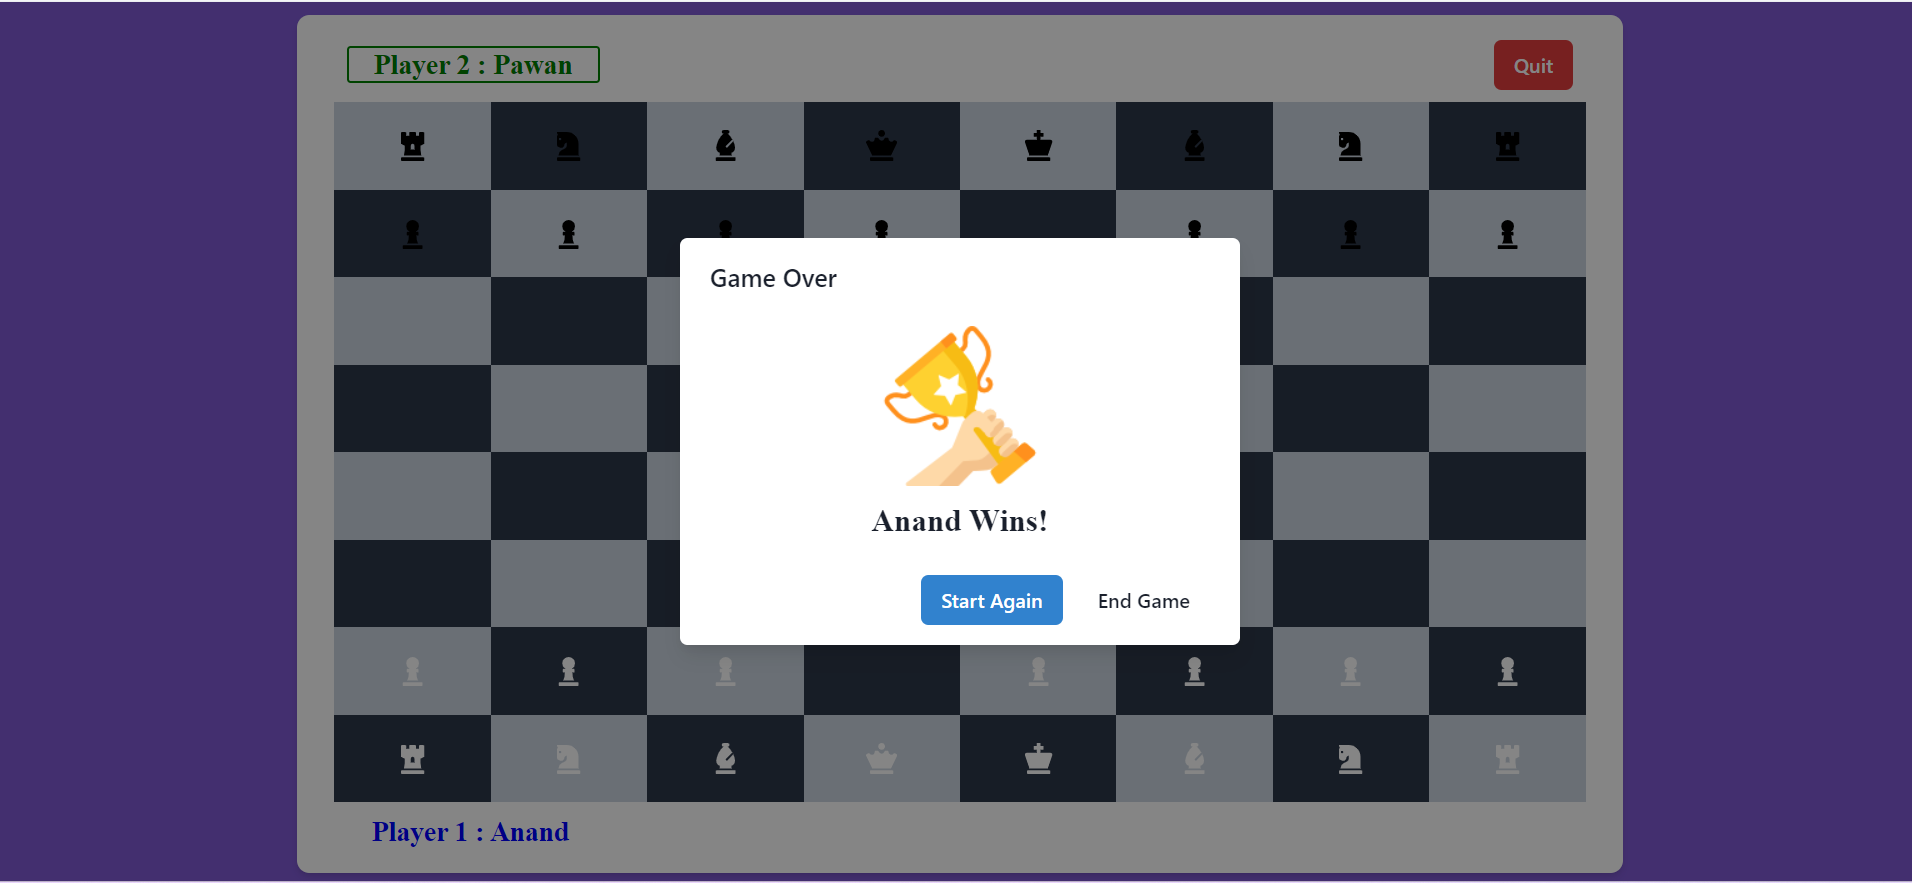 Player 2 : Pawan
Quit
Game Over
Anand Wins!
Start Again
End Game
Player 1 : Anand